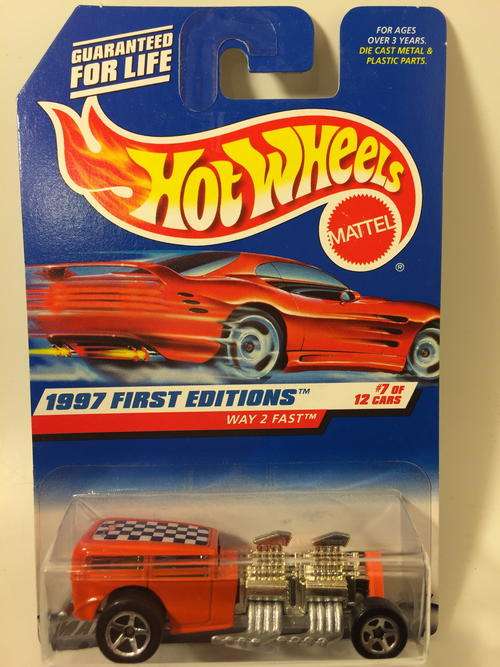 GUARANTEED
FOR LIFE
FOR AGES
OVER 3 YEARS.
DIE CAST METAL &
PLASTIC PARTS.
HOT WHEELS
MATTEL
®
1997 FIRST EDITIONS™
#7 OF
12 CARS
WAY 2 FAST™